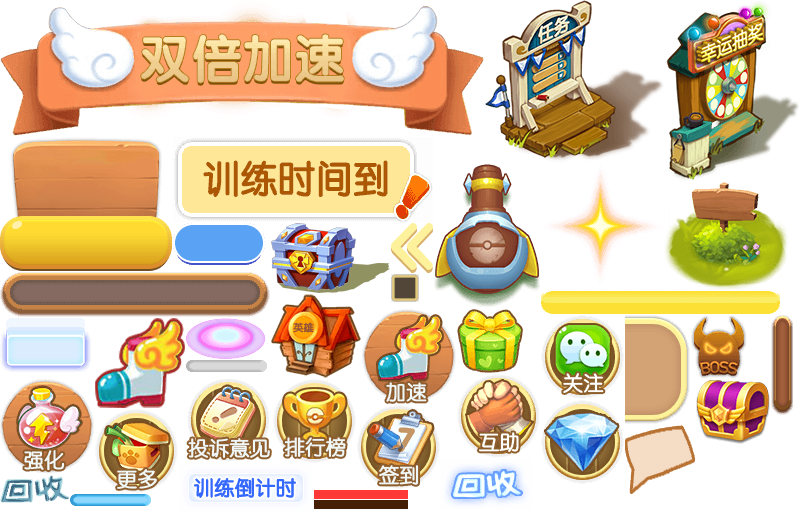 双倍加速
任务
幸运抽奖
训练时间到
英雄
加速
关注
BOSS
强化
更多
投诉意见
排行榜
签到
互助
回收
训练倒计时
回收